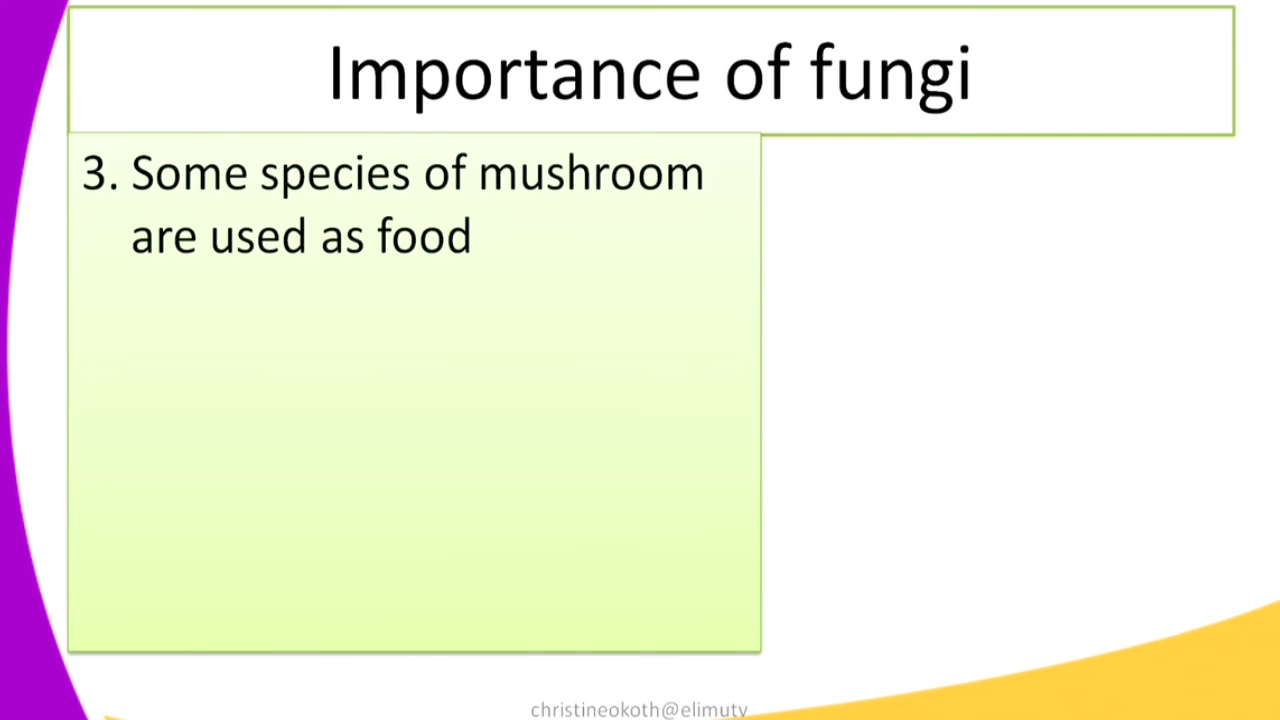 Importance of fungi
3. Some species of mushroom
are used as food
christineokoth@elimutv